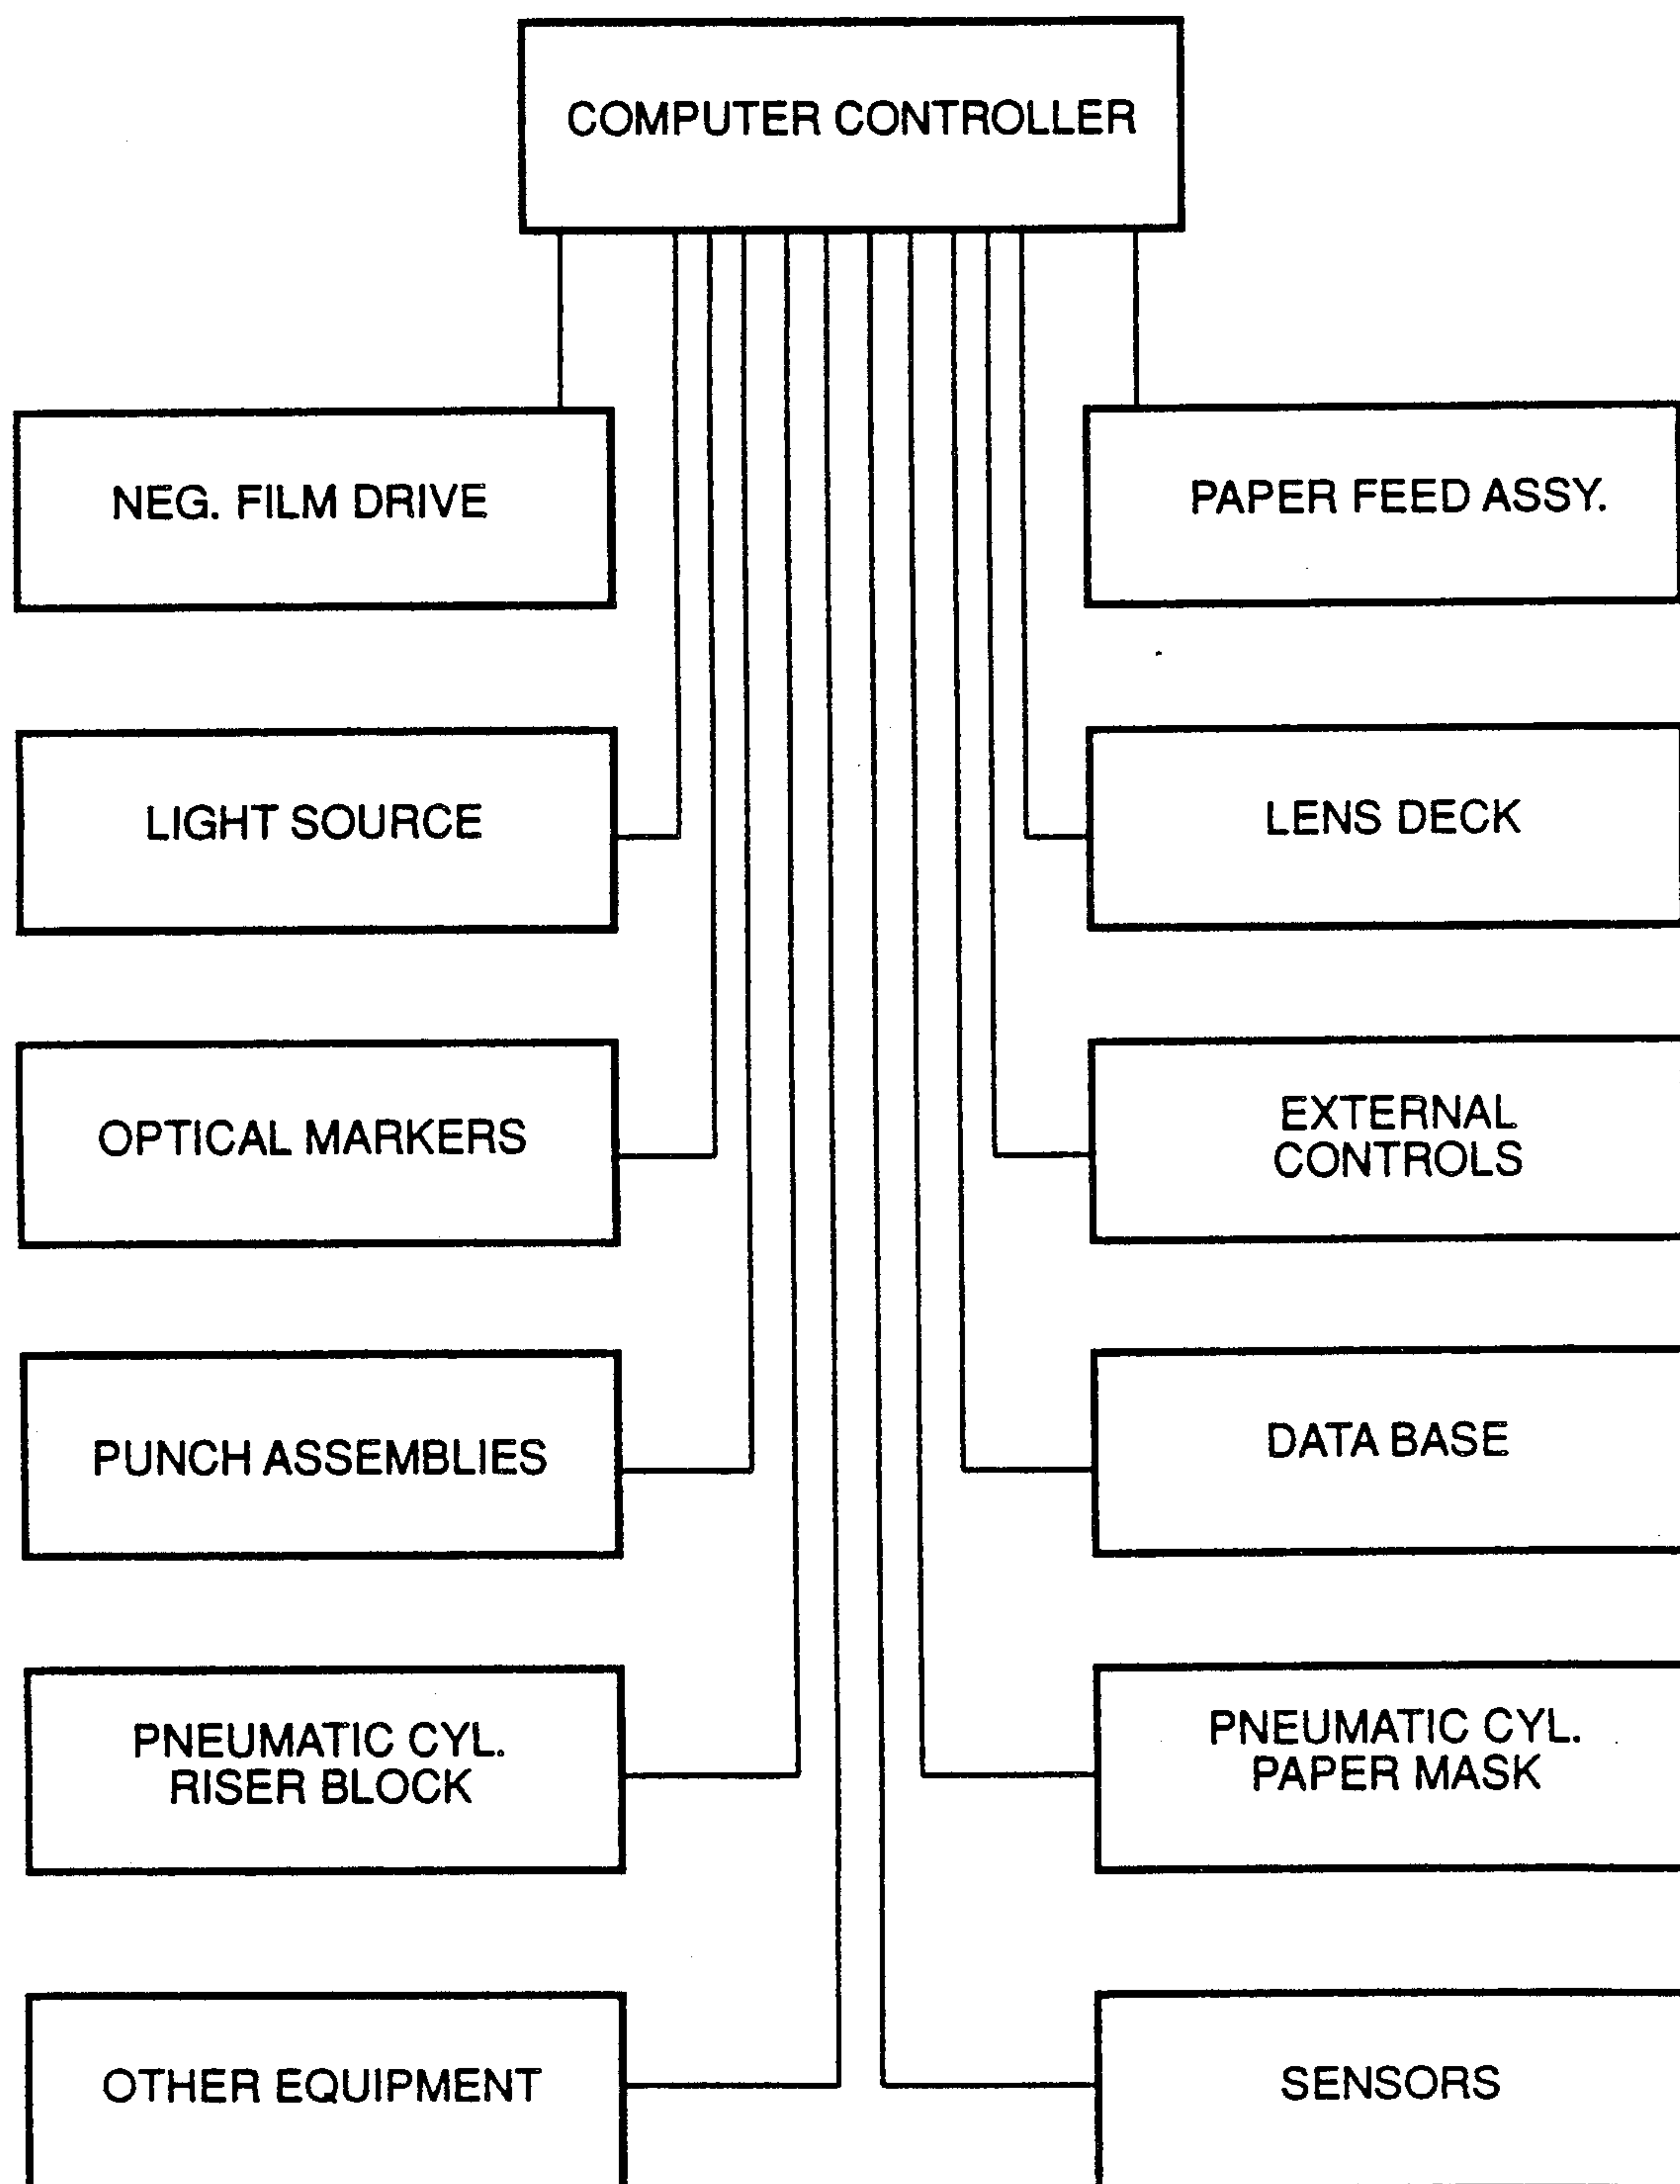 COMPUTER CONTROLLER
NEG. FILM DRIVE
PAPER FEED ASSY.
LIGHT SOURCE
LENS DECK
OPTICAL MARKERS
EXTERNAL
CONTROLS
PUNCH ASSEMBLIES
DATA BASE
PNEUMATIC CYL.
RISER BLOCK
PNEUMATIC CYL.
PAPER MASK
OTHER EQUIPMENT
SENSORS